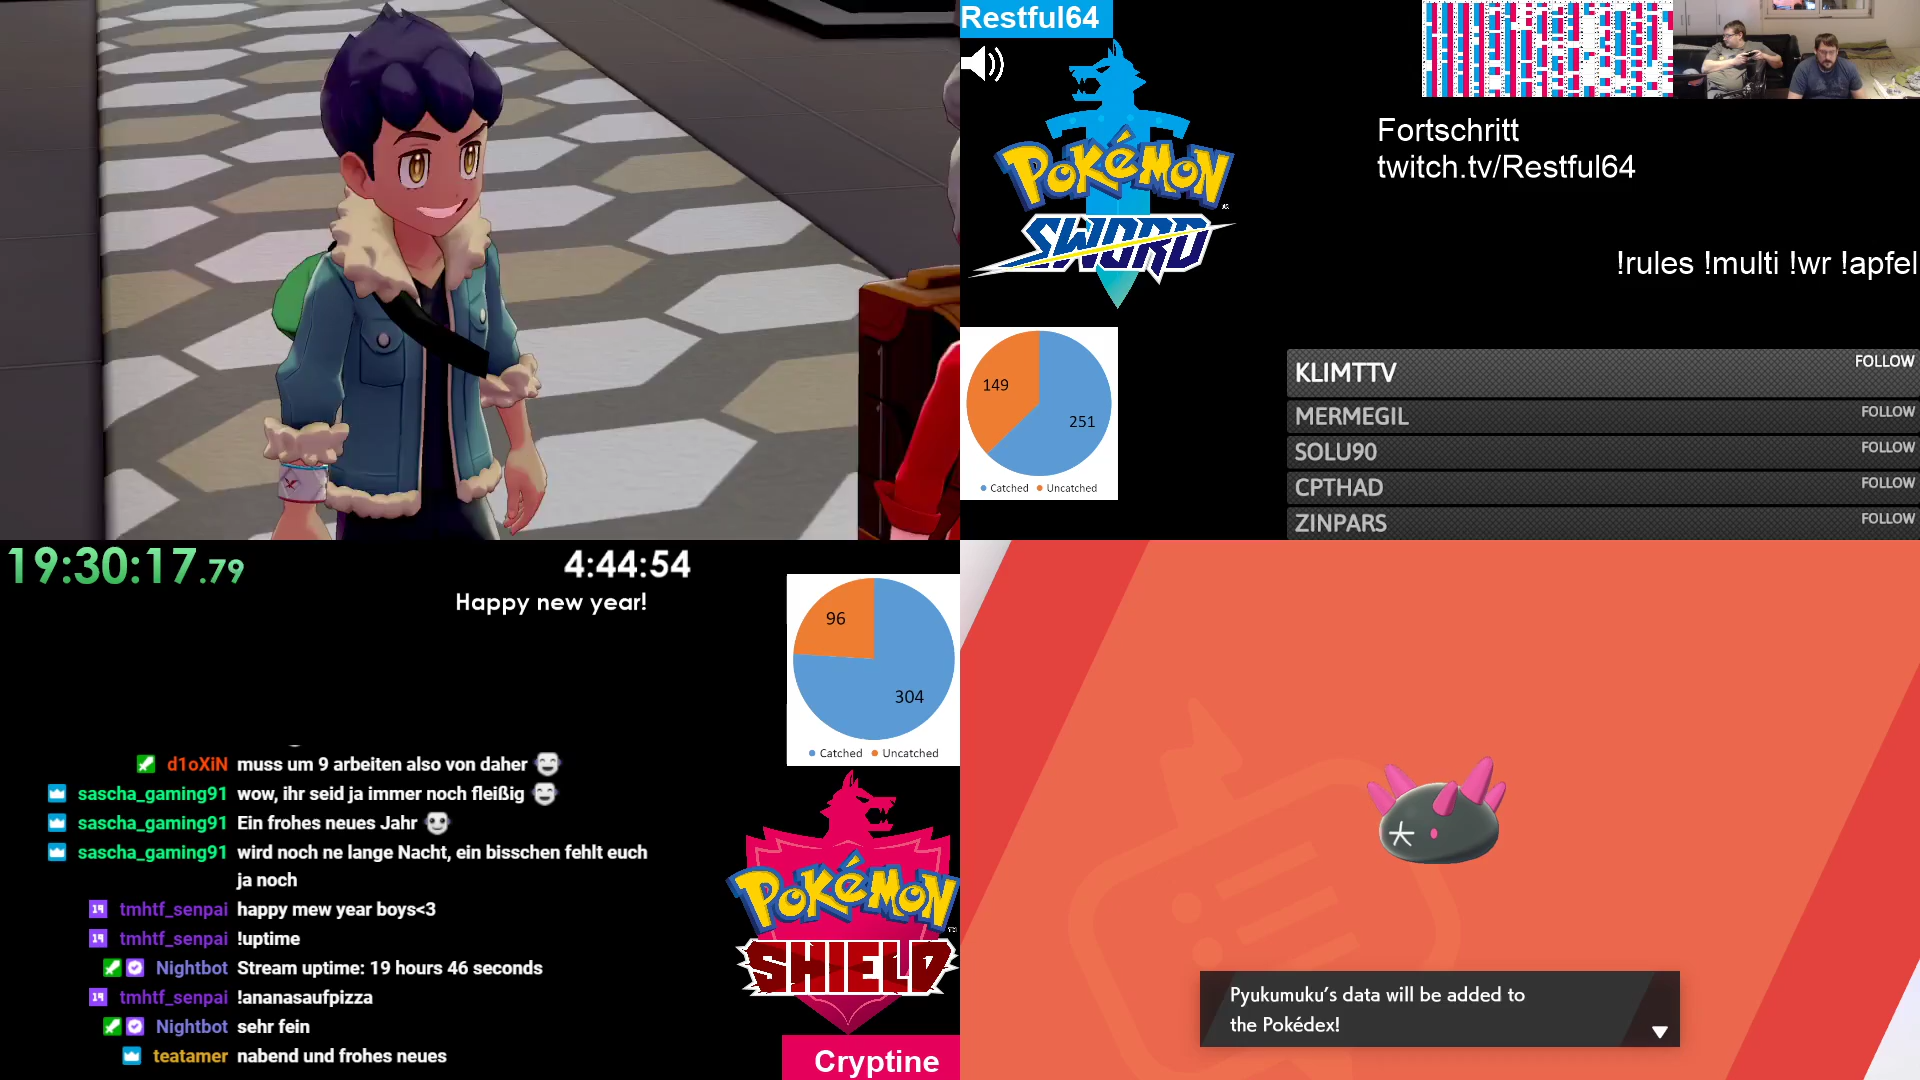 Restful64
POKÉMON
SWORD
Fortschritt
twitch.tv/Restful64
!rules !multi !wr !apfel
149
251
Catched Uncatched
KLIMTTV FOLLOW
MERMEGIL FOLLOW
SOLU90 FOLLOW
CPTHAD FOLLOW
ZINPARS FOLLOW
19:30:17.79
4:44:54
Happy new year!
96
304
Catched Uncatched
d1oXiN muss um 9 arbeiten also von daher
sascha_gaming91 wow, ihr seid ja immer noch fleißig
sascha_gaming91 Ein frohes neues Jahr
sascha_gaming91 wird noch ne lange Nacht, ein bisschen fehlt euch
ja noch
tmhtf_senpai happy mew year boys<3
tmhtf_senpai !uptime
Nightbot Stream uptime: 19 hours 46 seconds
tmhtf_senpai !ananasaufpizza
Nightbot sehr fein
teatamer nabend und frohes neues
POKÉMON
SHIELD
Cryptine
Pyukumuku's data will be added to
the Pokédex!